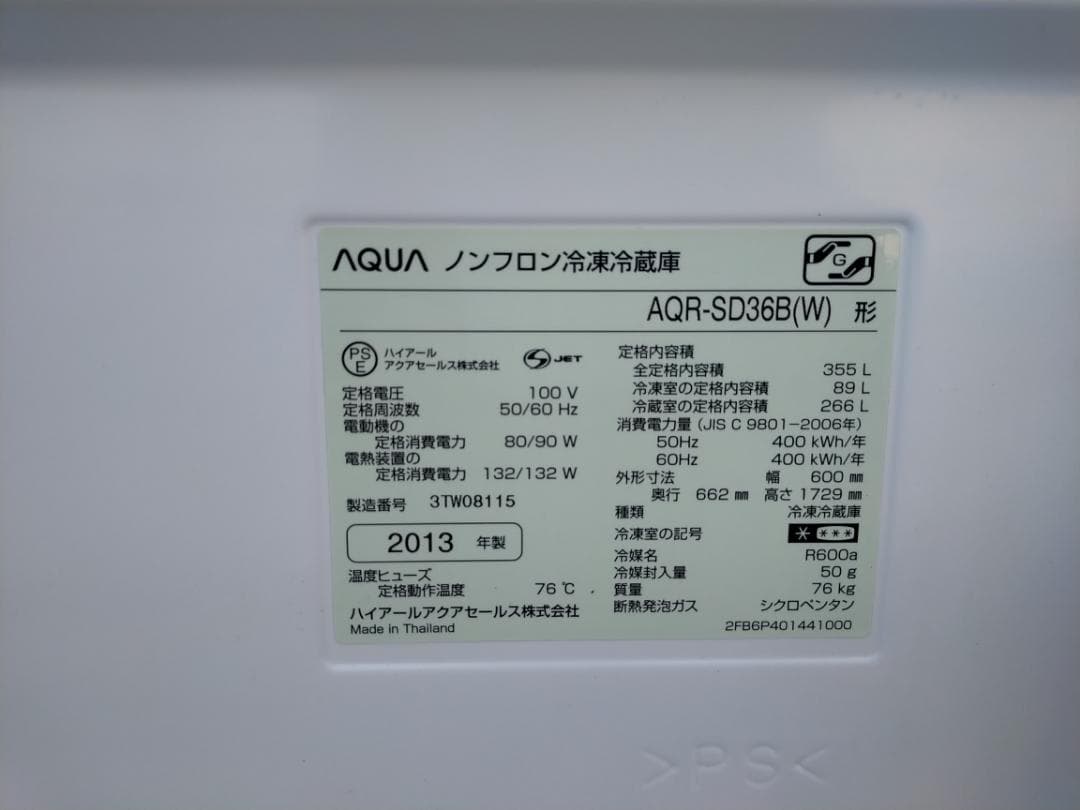 AQUA ノンフロン冷凍冷蔵庫
G
AQR-SD36B(W) 形
PS E ハイアール
アクアセールス株式会社
S JET
定格電圧 100 V
定格周波数 50/60 Hz
電動機の
定格消費電力 80/90 W
電熱装置の
定格消費電力 132/132 W
製造番号 3TW08115
2013 年製
温度ヒューズ
定格動作温度 76 ℃
ハイアールアクアセールス株式会社
Made in Thailand
定格内容積
全定格内容積 355 L
冷凍室の定格内容積 89 L
冷蔵室の定格内容積 266 L
消費電力量 (JIS C 9801-2006年)
50Hz 400 kWh/年
60Hz 400 kWh/年
外形寸法 幅 600 ㎜
奥行 662 ㎜ 高さ 1729 ㎜
種類 冷凍冷蔵庫
冷凍室の記号 * ***
冷媒名 R600a
冷媒封入量 50 g
質量 76 kg
断熱発泡ガス シクロペンタン
2FB6P401441000
>PS<